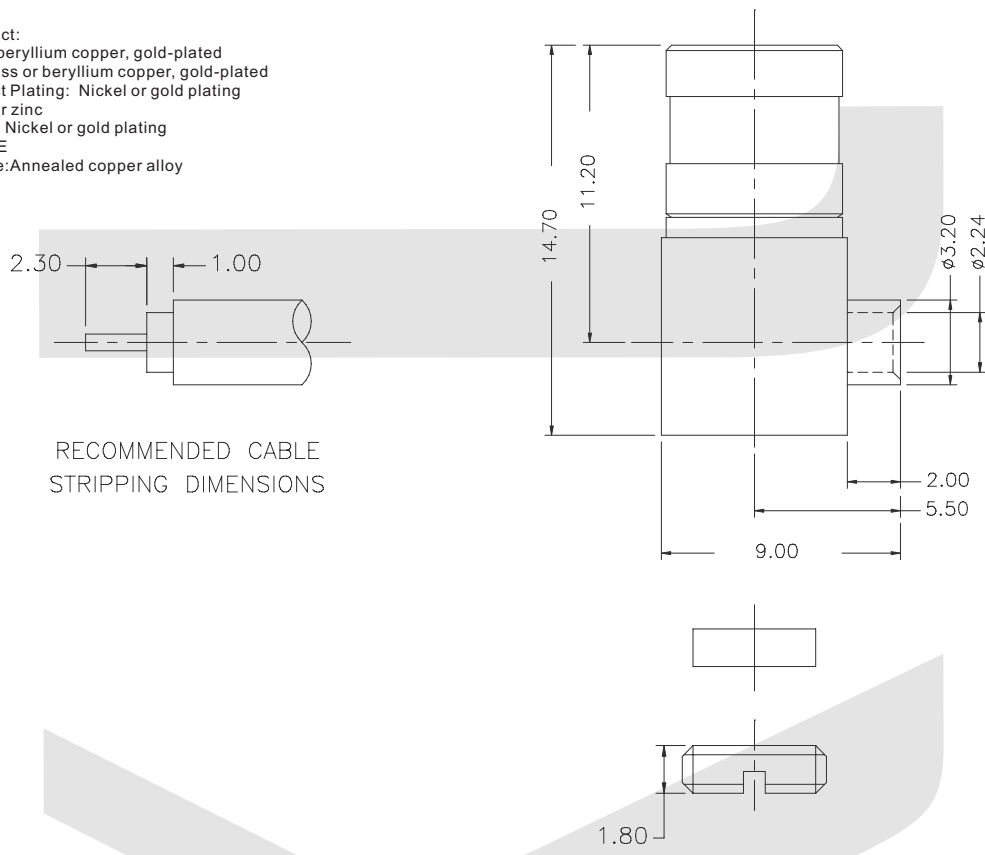 ct:
beryllium copper, gold-plated
ss or beryllium copper, gold-plated
t Plating: Nickel or gold plating
r zinc
Nickel or gold plating
E
e:Annealed copper alloy
14.70
11.20
⌀3.20
⌀2.24
2.30
1.00
RECOMMENDED CABLE
STRIPPING DIMENSIONS
2.00
5.50
9.00
1.80